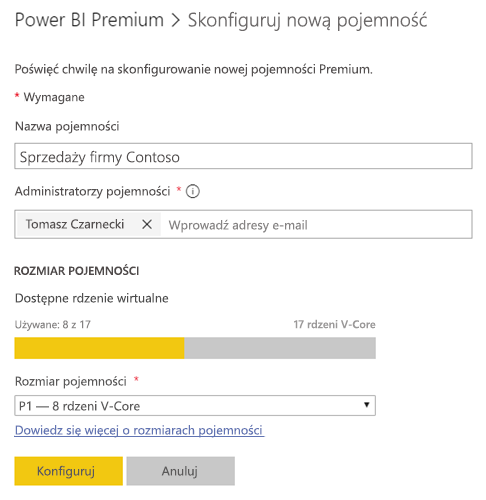 Power BI Premium > Skonfiguruj nową pojemność
Poświęć chwilę na skonfigurowanie nowej pojemności Premium.
* Wymagane
Nazwa pojemności
Sprzedaży firmy Contoso
Administratorzy pojemności *
Tomasz Czarnecki Wprowadź adresy e-mail
ROZMIAR POJEMNOŚCI
Dostępne rdzenie wirtualne
Używane: 8 z 17 17 rdzeni V-Core
Rozmiar pojemności *
P1 — 8 rdzeni V-Core
Dowiedz się więcej o rozmiarach pojemności
Konfiguruj Anuluj